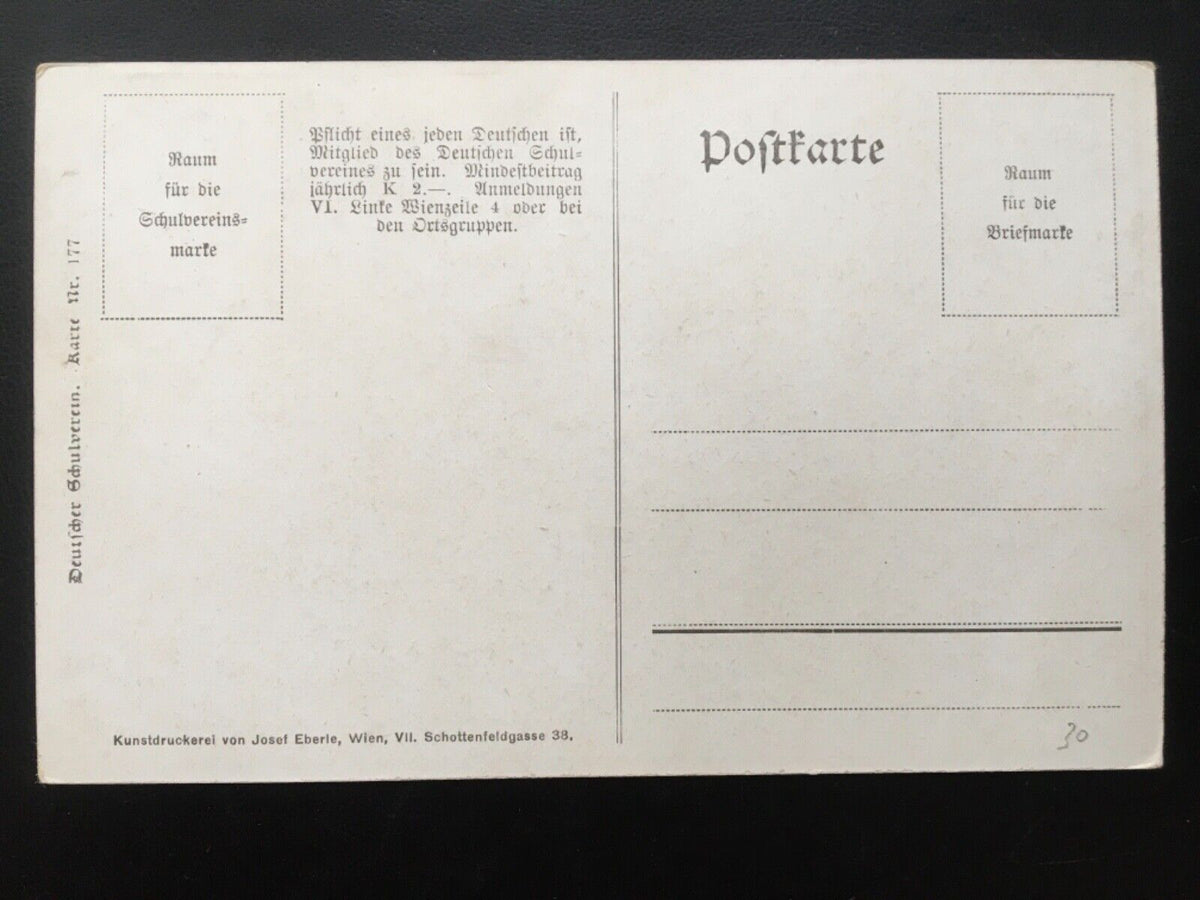 Raum
für die
Schulvereins=
marke
Pflicht eines jeden Deutschen ist,
Mitglied des Deutschen Schul=
vereines zu sein. Mindestbeitrag
jährlich K 2.—. Anmeldungen
VI. Linke Wienzeile 4 oder bei
den Ortsgruppen.
Postkarte
Raum
für die
Briefmarke
Deutscher Schulverein. Karte Nr. 177
Kunstdruckerei von Josef Eberle, Wien, VII. Schottenfeldgasse 38.
30